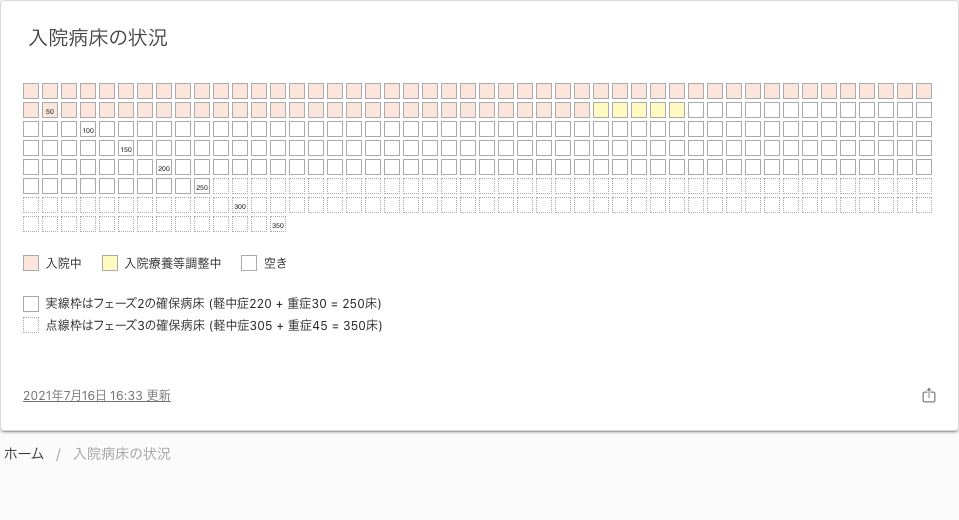 入院病床の状況
50
100
150
200
250
300
350
入院中 入院療養等調整中 空き
実線枠はフェーズ2の確保病床 (軽中症220 + 重症30 = 250床)
点線枠はフェーズ3の確保病床 (軽中症305 + 重症45 = 350床)
2021年7月16日 16:33 更新
ホーム / 入院病床の状況